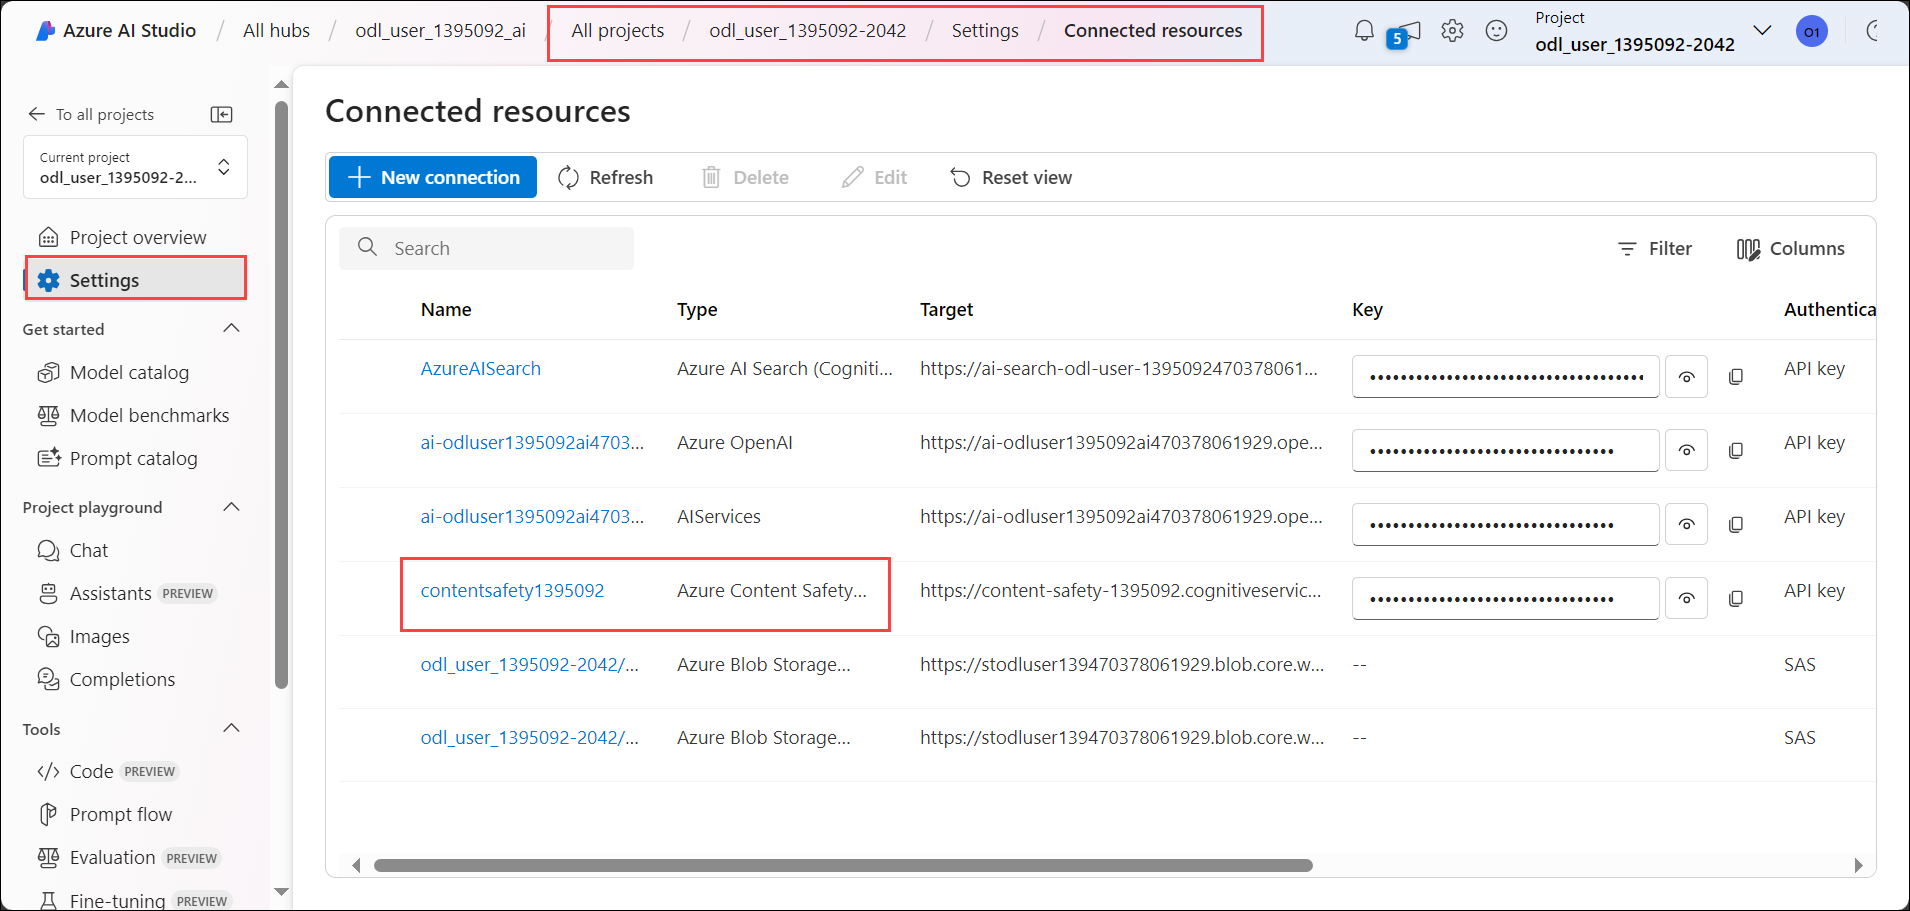 Azure AI Studio / All hubs / odl_user_1395092_ai / All projects / odl_user_1395092-2042 / Settings / Connected resources
5
Project
odl_user_1395092-2042
O1
To all projects
Current project
odl_user_1395092-2...
Project overview
Settings
Get started
Model catalog
Model benchmarks
Prompt catalog
Project playground
Chat
Assistants PREVIEW
Images
Completions
Tools
Code PREVIEW
Prompt flow
Evaluation PREVIEW
Fine-tuning PREVIEW
Connected resources
New connection Refresh Delete Edit Reset view
Search Filter Columns
Name Type Target Key Authentica
AzureAISearch Azure AI Search (Cogniti... https://ai-search-odl-user-1395092470378061... API key
ai-odluser1395092ai4703... Azure OpenAI https://ai-odluser1395092ai470378061929.ope... API key
ai-odluser1395092ai4703... AIServices https://ai-odluser1395092ai470378061929.ope... API key
contentsafety1395092 Azure Content Safety... https://content-safety-1395092.cognitiveservic... API key
odl_user_1395092-2042/... Azure Blob Storage... https://stodluser139470378061929.blob.core.w... -- SAS
odl_user_1395092-2042/... Azure Blob Storage... https://stodluser139470378061929.blob.core.w... -- SAS